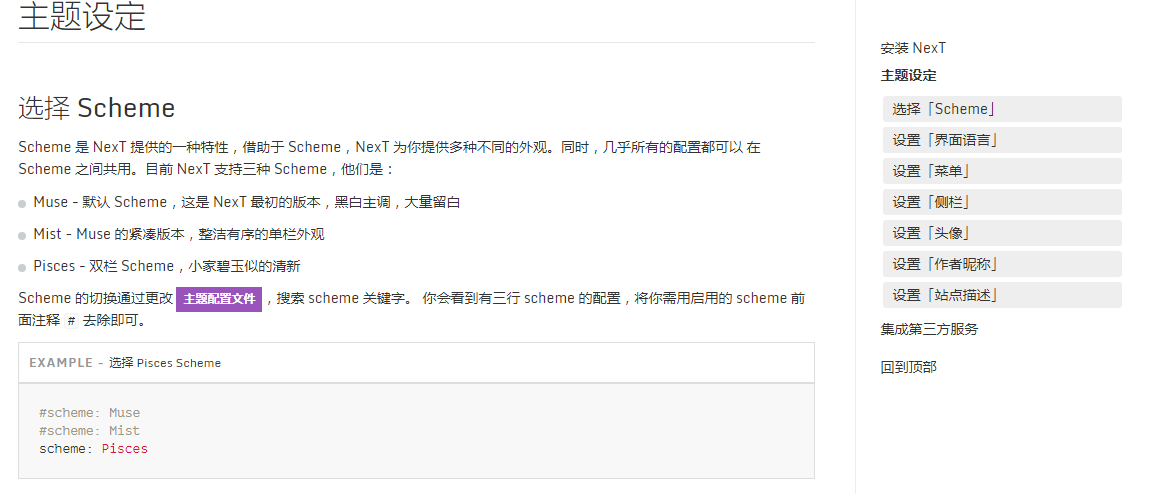 主题设定
选择 Scheme
Scheme 是 NexT 提供的一种特性，借助于 Scheme，NexT 为你提供多种不同的外观。同时，几乎所有的配置都可以 在
Scheme 之间共用。目前 NexT 支持三种 Scheme，他们是：
Muse - 默认 Scheme，这是 NexT 最初的版本，黑白主调，大量留白
Mist - Muse 的紧凑版本，整洁有序的单栏外观
Pisces - 双栏 Scheme，小家碧玉似的清新
Scheme 的切换通过更改 主题配置文件 ，搜索 scheme 关键字。 你会看到有三行 scheme 的配置，将你需用启用的 scheme 前
面注释 # 去除即可。
EXAMPLE - 选择 Pisces Scheme
#scheme: Muse
#scheme: Mist
scheme: Pisces
安装 NexT
主题设定
选择「Scheme」
设置「界面语言」
设置「菜单」
设置「侧栏」
设置「头像」
设置「作者昵称」
设置「站点描述」
集成第三方服务
回到顶部